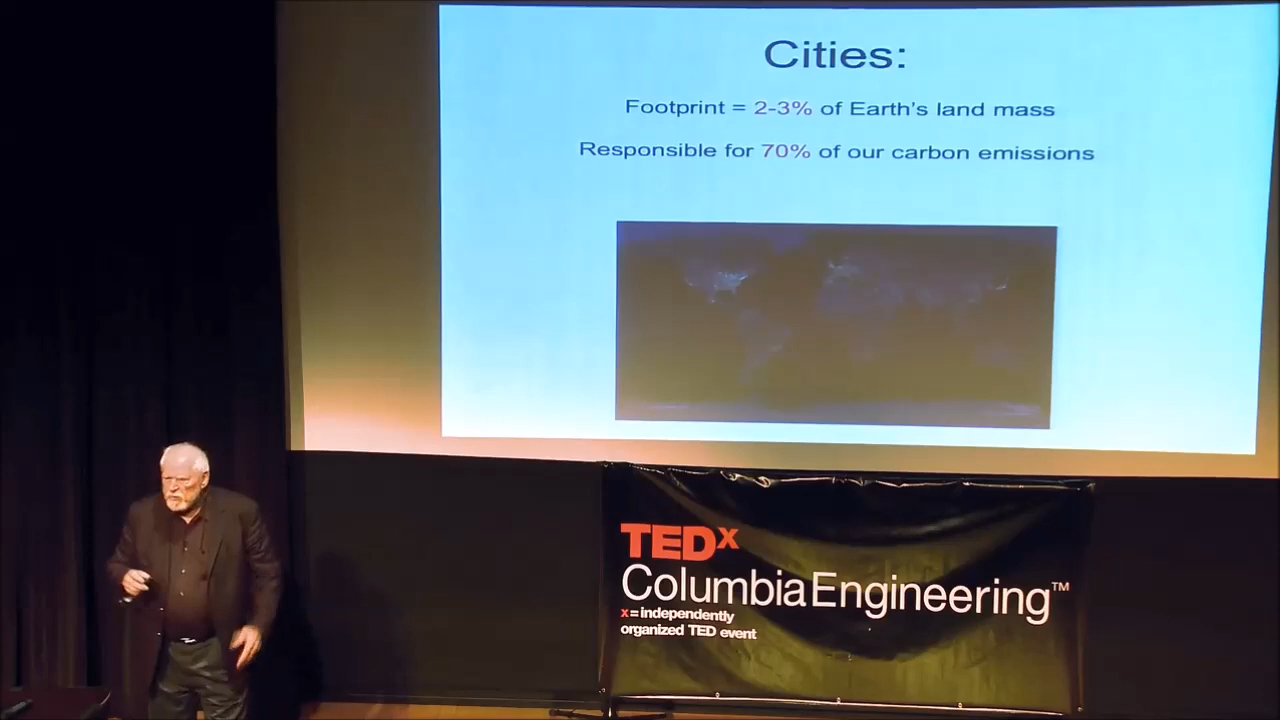 Cities:
Footprint = 2-3% of Earth's land mass
Responsible for 70% of our carbon emissions
TEDx
ColumbiaEngineering™
x = independently
organized TED event